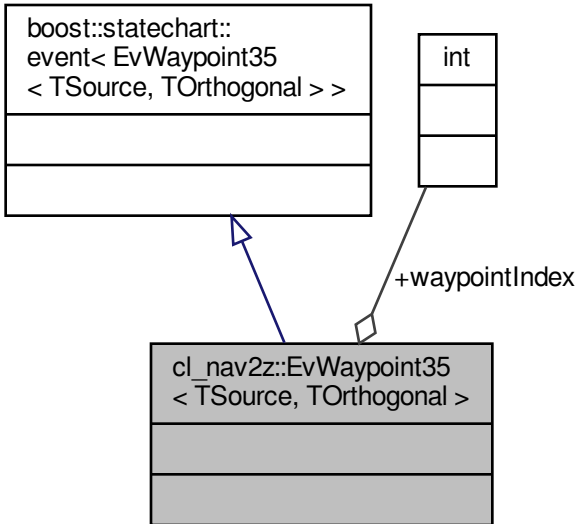 boost::statechart::
event< EvWaypoint35
< TSource, TOrthogonal > >
int
+waypointIndex
cl_nav2z::EvWaypoint35
< TSource, TOrthogonal >